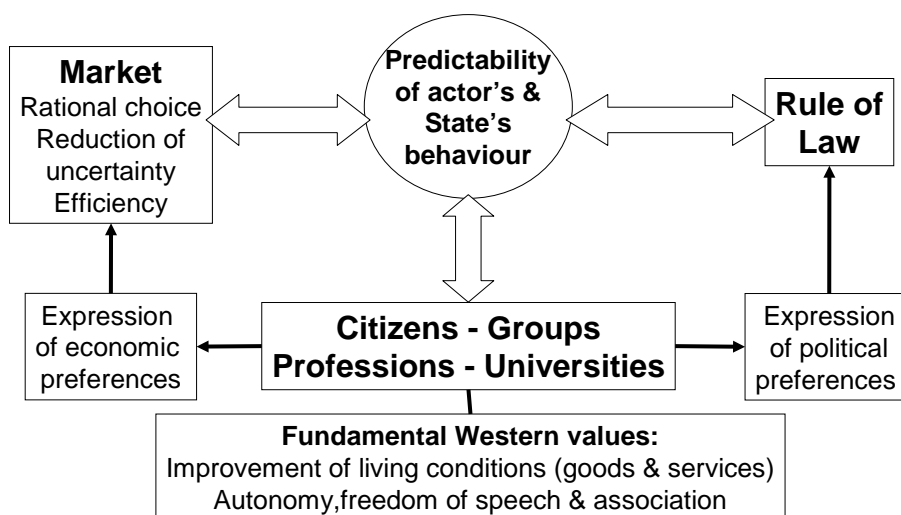 Market
Rational choice
Reduction of
uncertainty
Efficiency
Predictability
of actor's &
State's
behaviour
Rule of
Law
Expression
of economic
preferences
Citizens - Groups
Professions - Universities
Expression
of political
preferences
Fundamental Western values:
Improvement of living conditions (goods & services)
Autonomy,freedom of speech & association